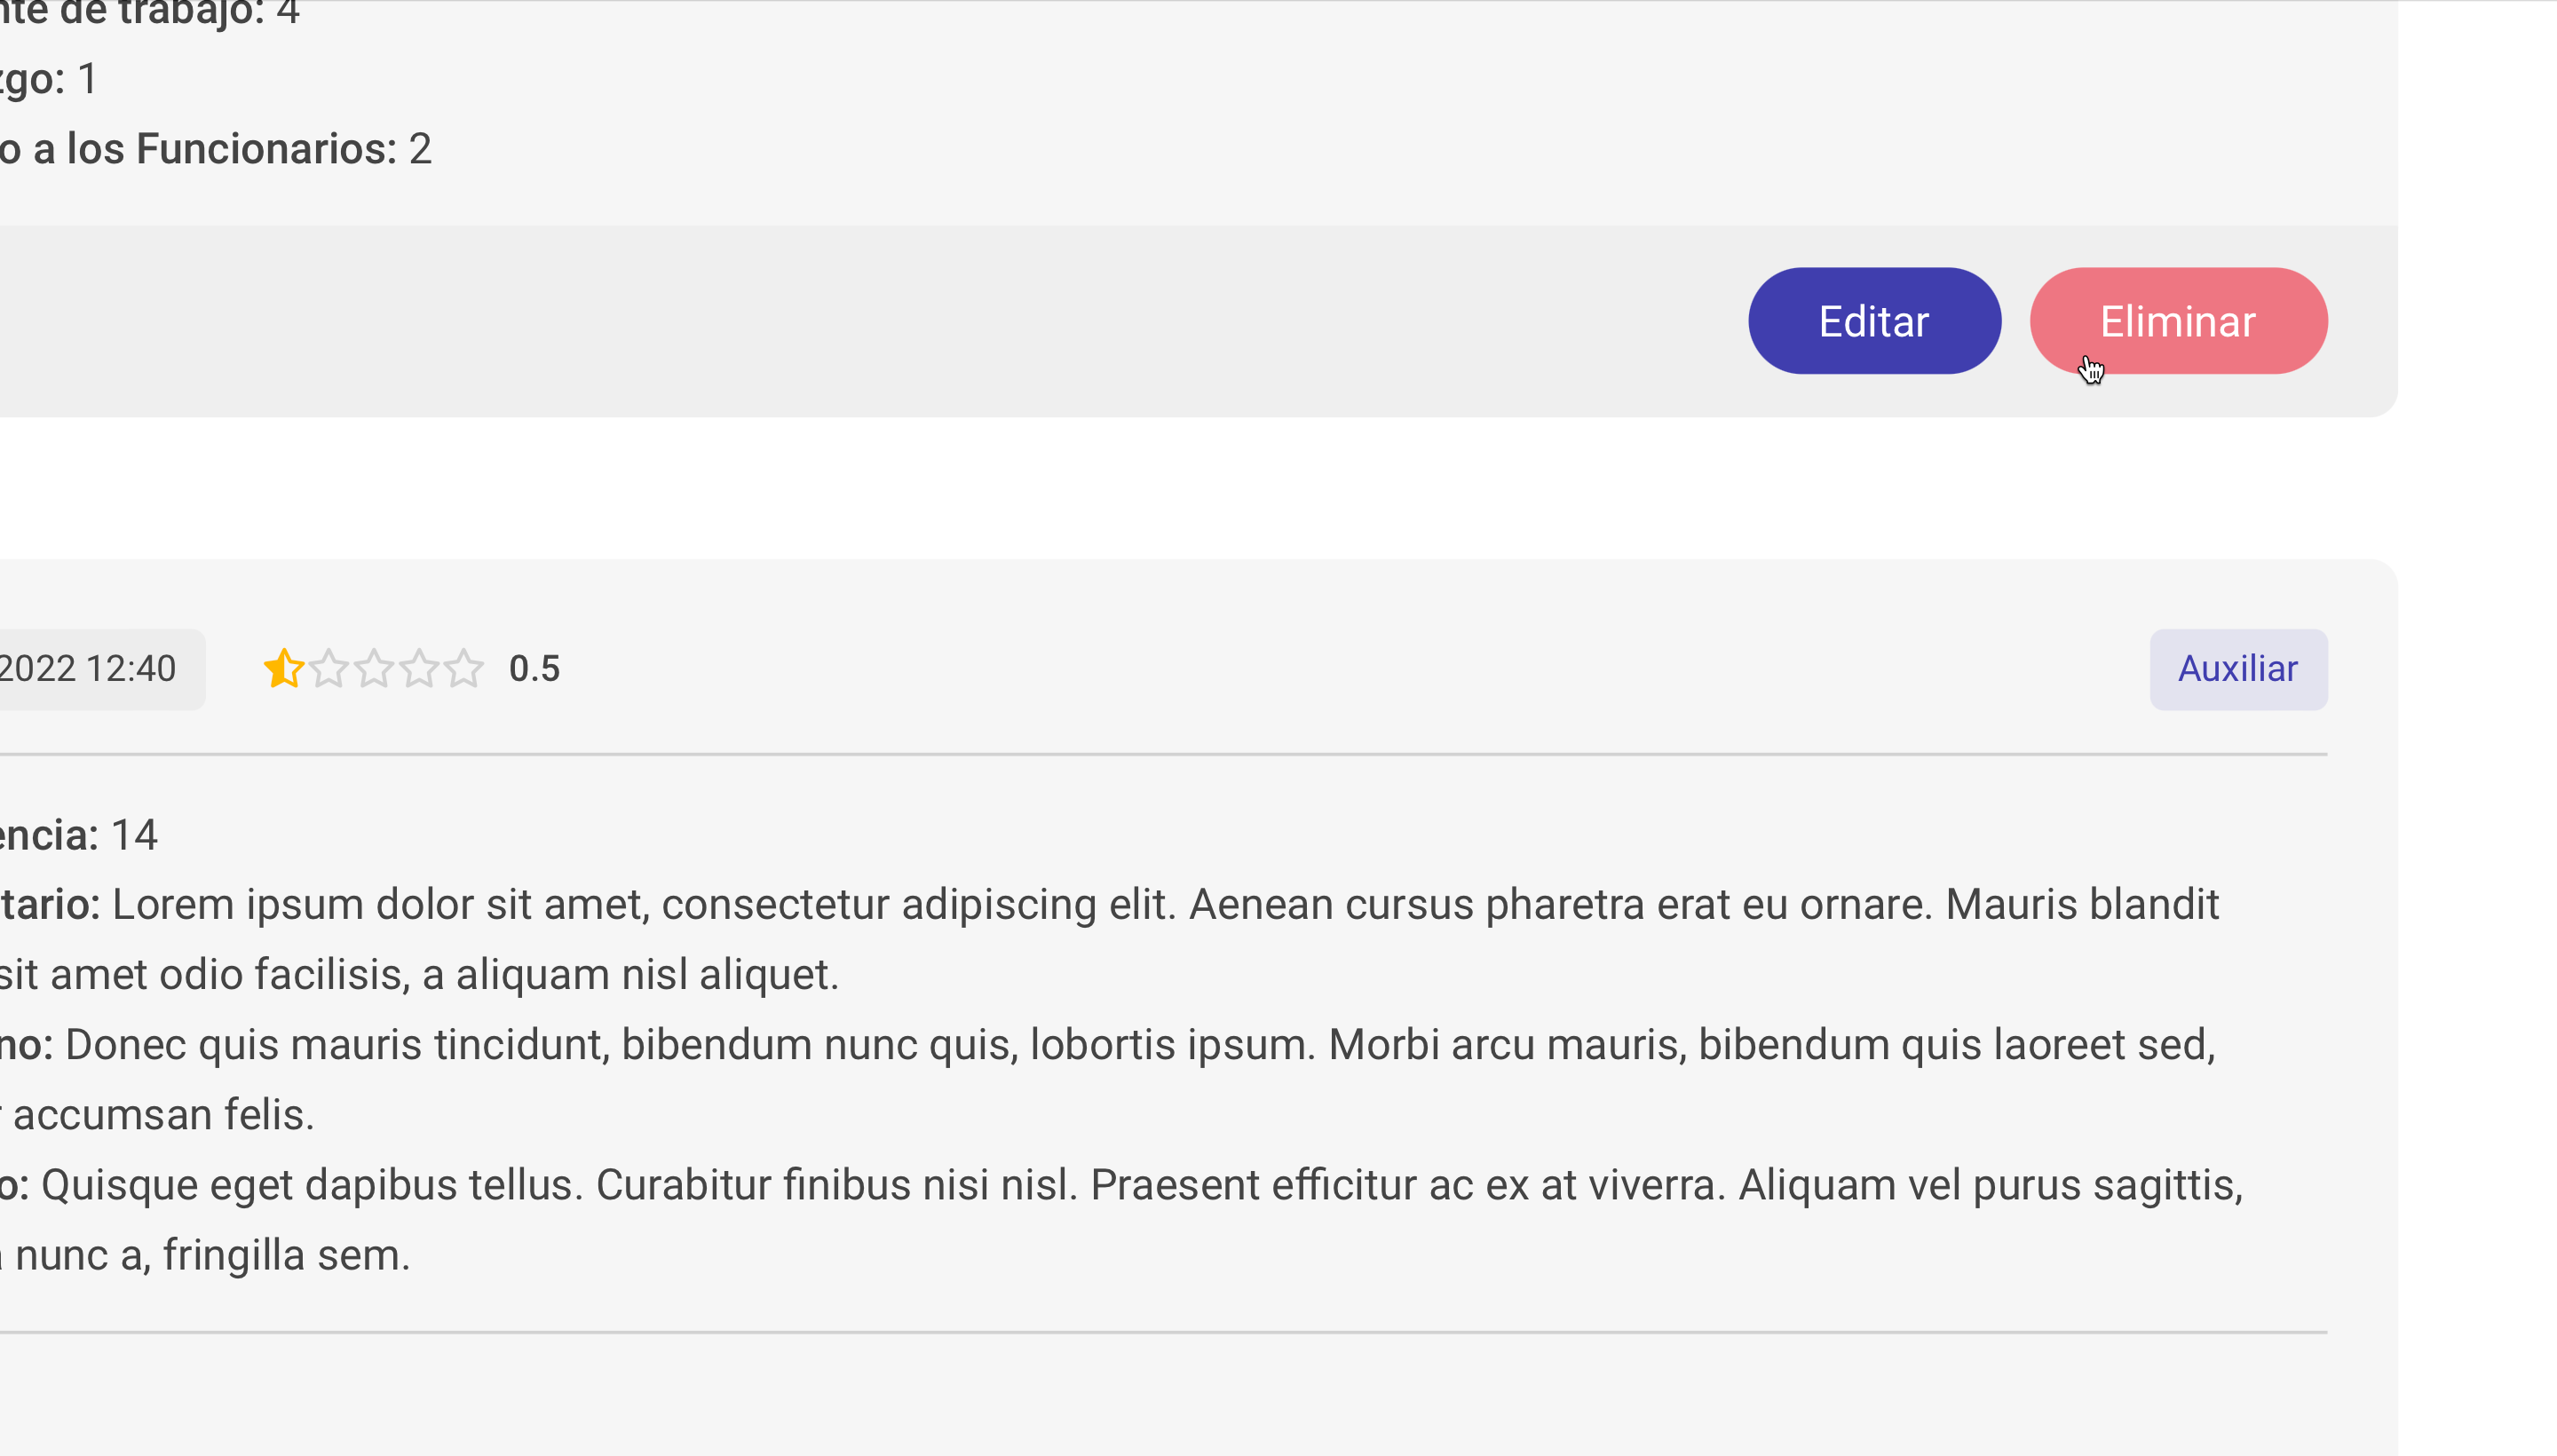 nte de trabajo: 4
zgo: 1
o a los Funcionarios: 2
Editar Eliminar
2022 12:40 0.5 Auxiliar
encia: 14
tario: Lorem ipsum dolor sit amet, consectetur adipiscing elit. Aenean cursus pharetra erat eu ornare. Mauris blandit
sit amet odio facilisis, a aliquam nisl aliquet.
no: Donec quis mauris tincidunt, bibendum nunc quis, lobortis ipsum. Morbi arcu mauris, bibendum quis laoreet sed,
accumsan felis.
o: Quisque eget dapibus tellus. Curabitur finibus nisi nisl. Praesent efficitur ac ex at viverra. Aliquam vel purus sagittis,
nunc a, fringilla sem.